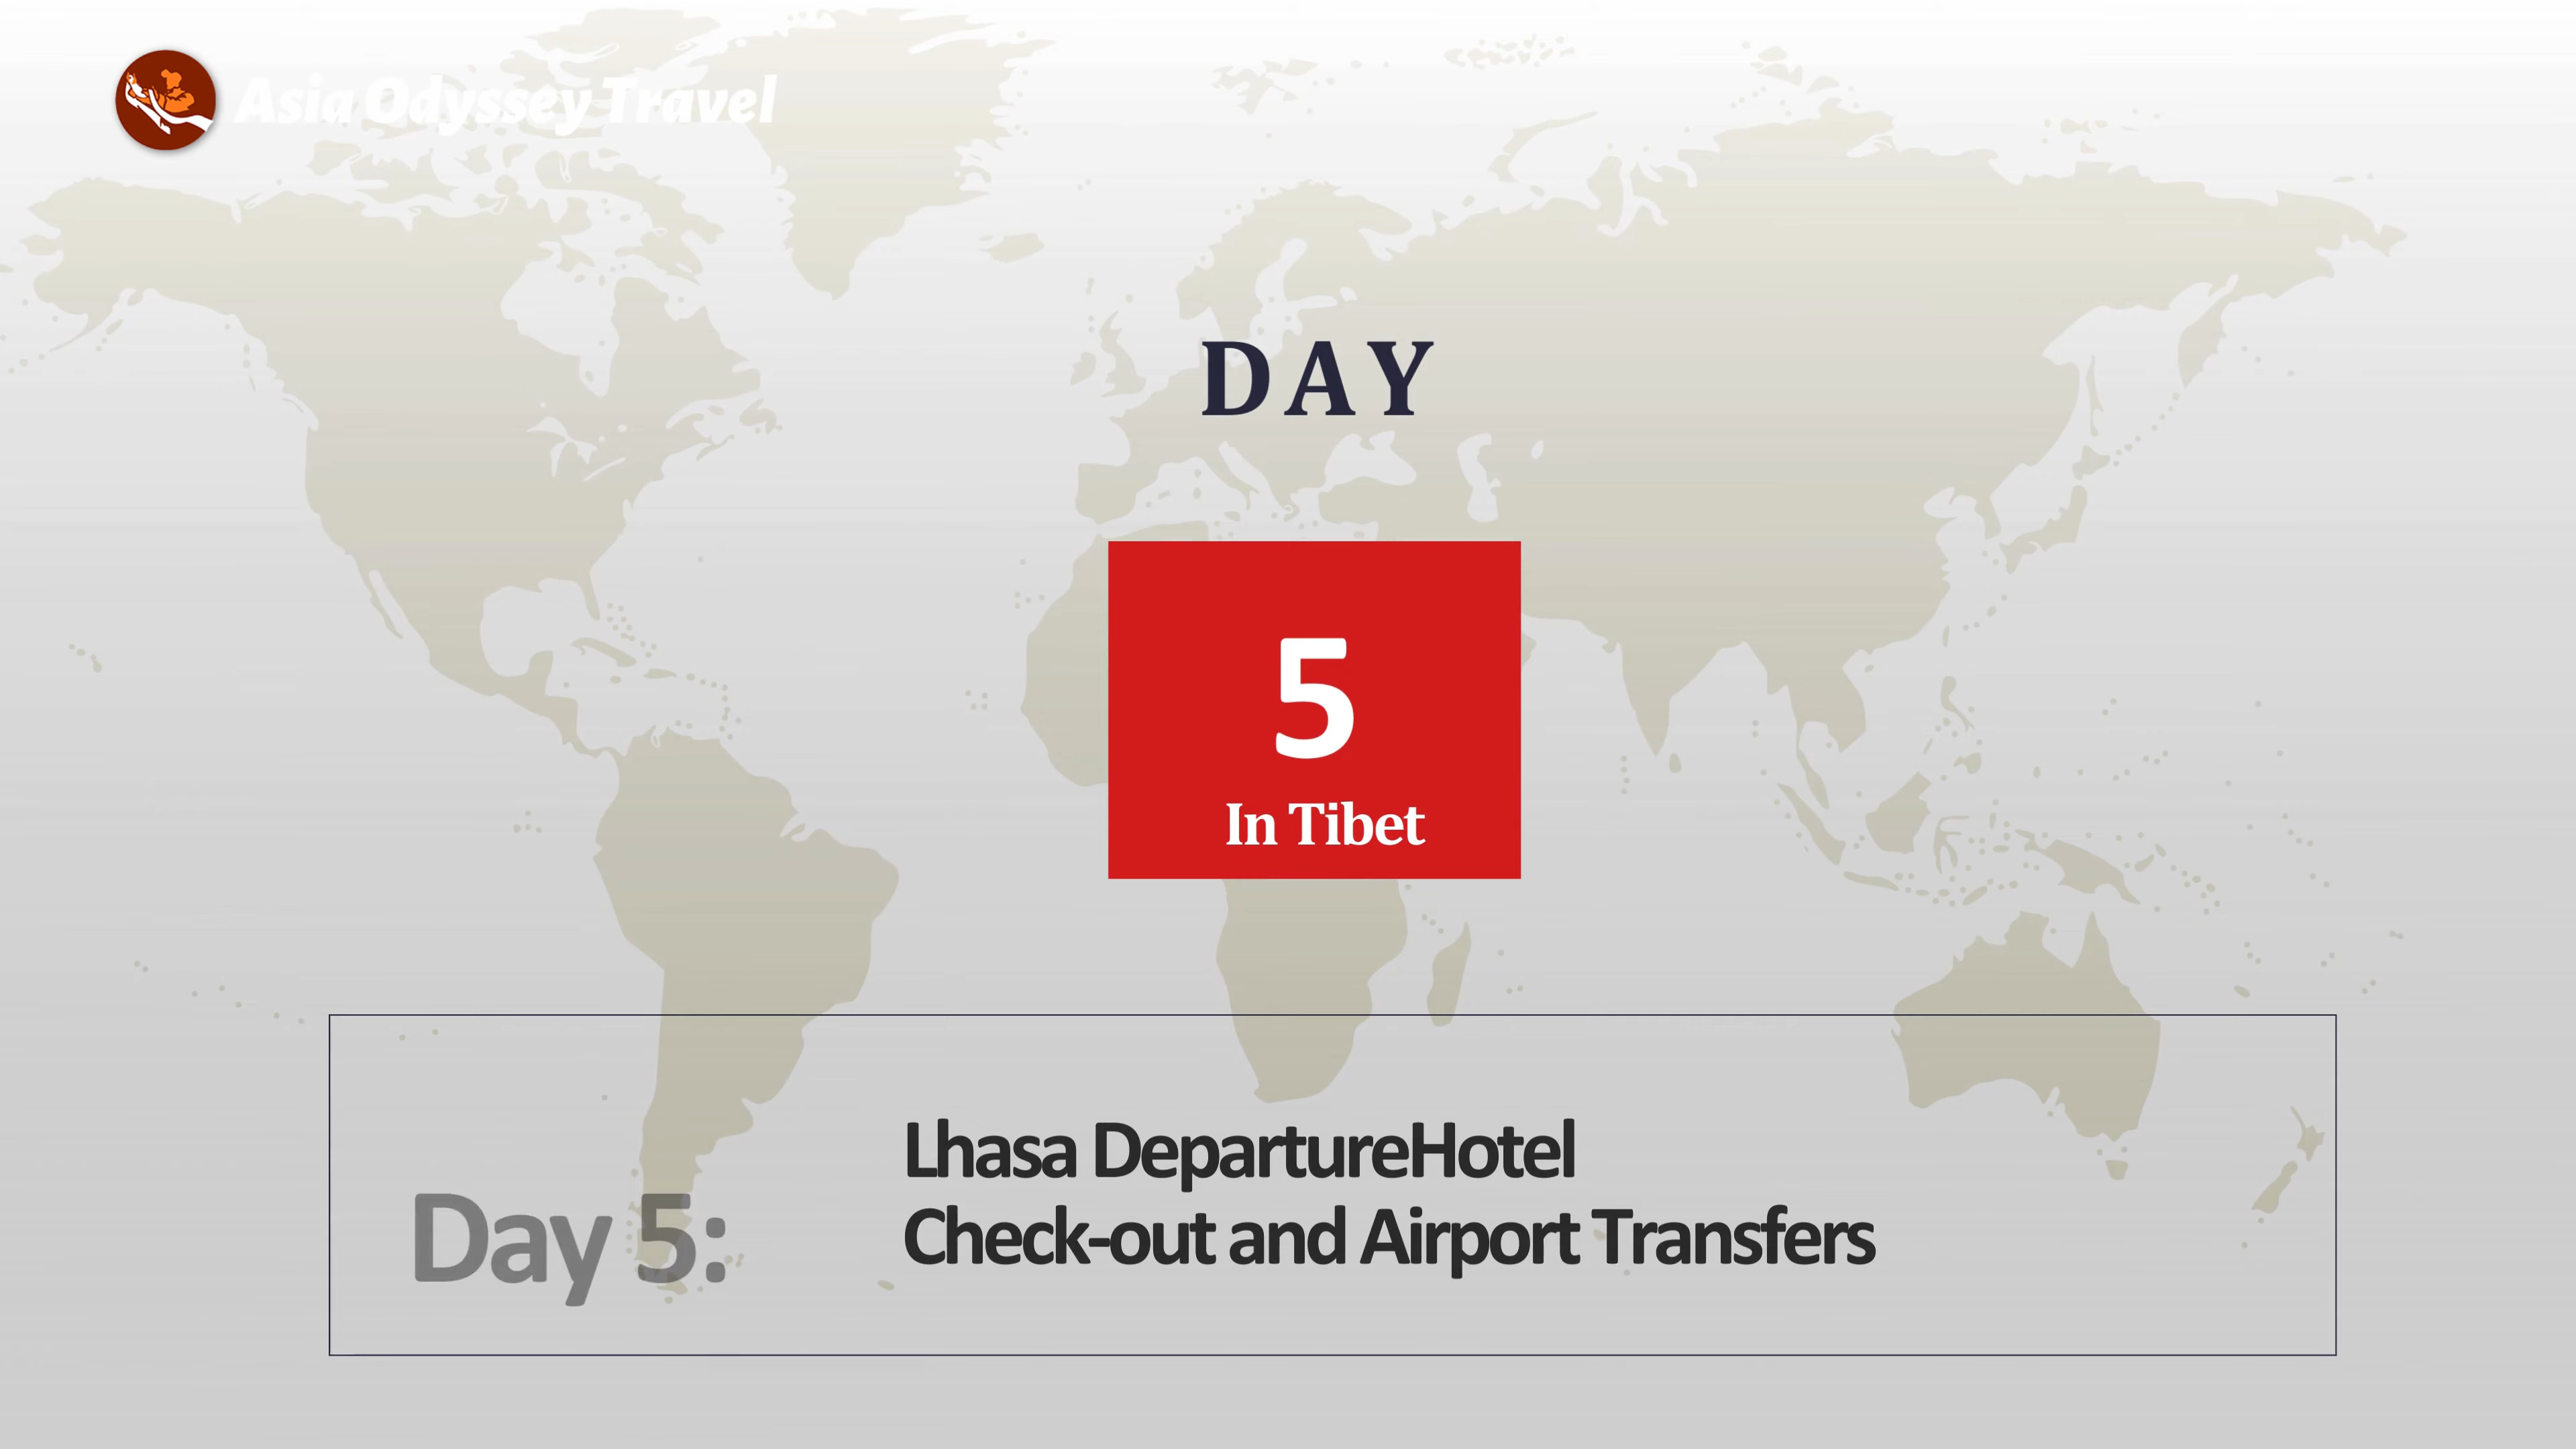 Asia Odyssey Travel
DAY
5
In Tibet
Day 5:
Lhasa DepartureHotel
Check-out and Airport Transfers